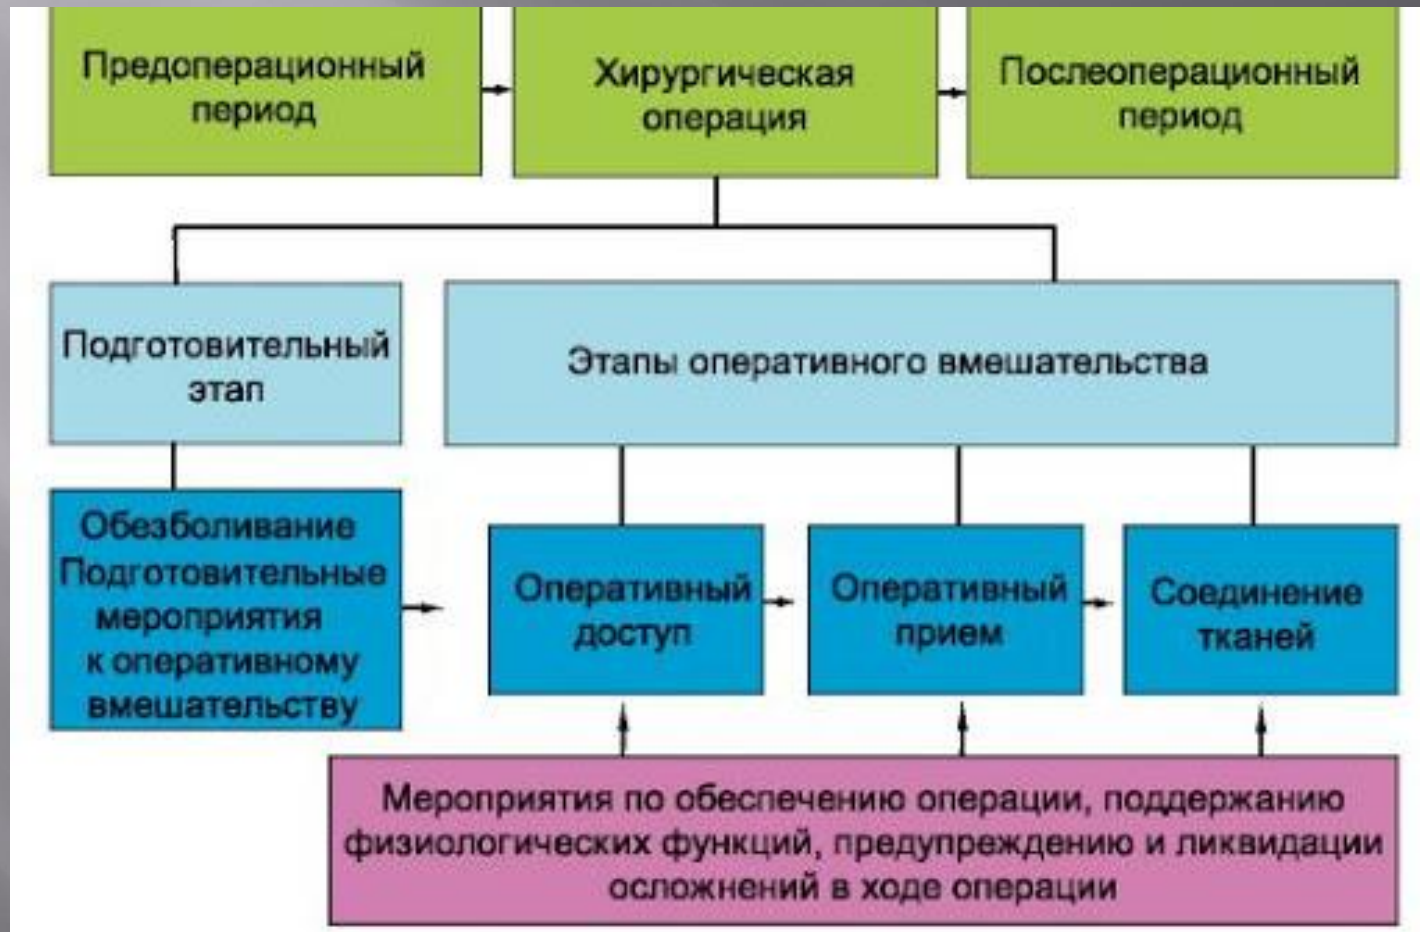 Предоперационный
период
Хирургическая
операция
Послеоперационный
период
Подготовительный
этап
Этапы оперативного вмешательства
Обезболивание
Подготовительные
мероприятия
к оперативному
вмешательству
Оперативный
доступ
Оперативный
прием
Соединение
тканей
Мероприятия по обеспечению операции, поддержанию
физиологических функций, предупреждению и ликвидации
осложнений в ходе операции